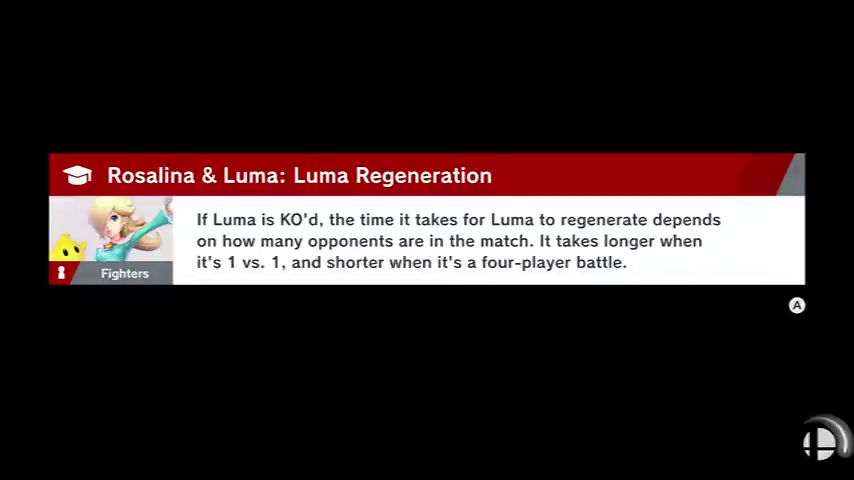 Rosalina & Luma: Luma Regeneration
If Luma is KO'd, the time it takes for Luma to regenerate depends
on how many opponents are in the match. It takes longer when
it's 1 vs. 1, and shorter when it's a four-player battle.
Fighters
A